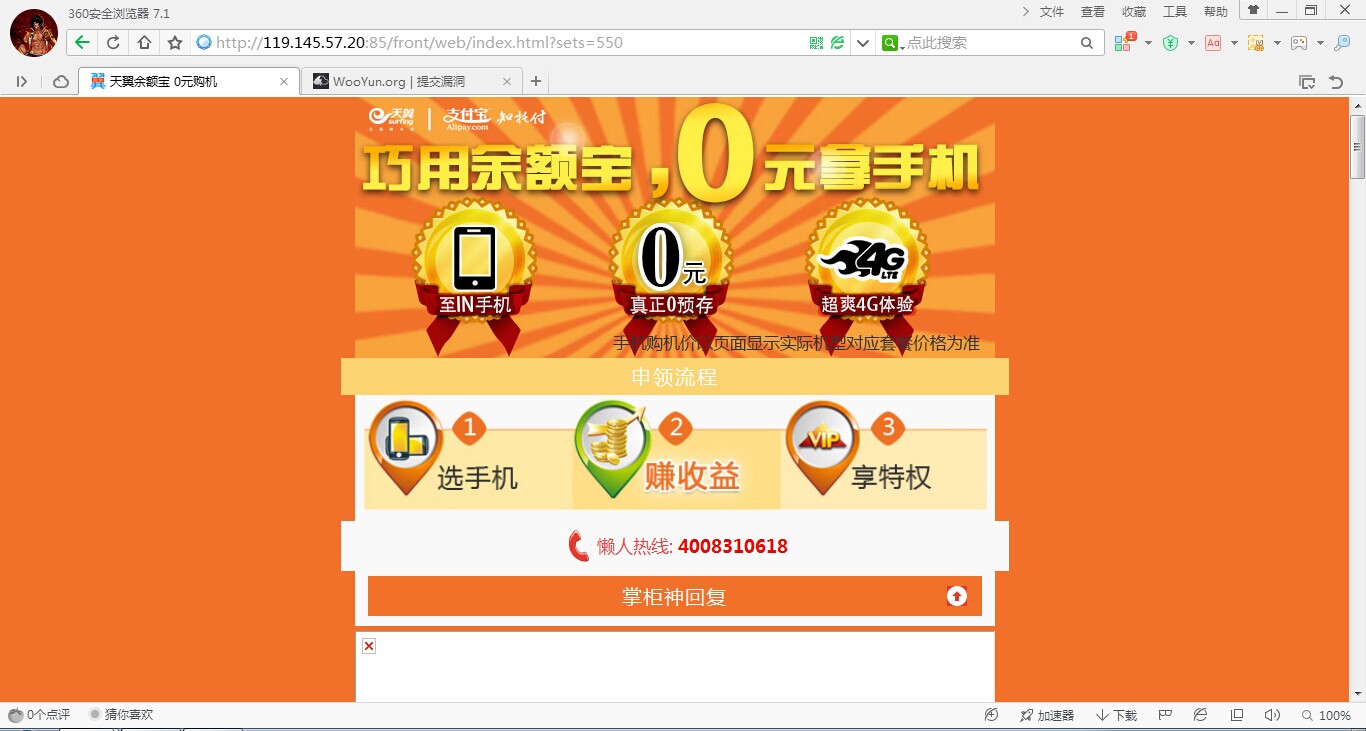 360安全浏览器 7.1
文件 查看 收藏 工具 帮助
http://119.145.57.20:85/front/web/index.html?sets=550
点此搜索
1
Aa
天翼余额宝 0元购机
WooYun.org | 提交漏洞
天翼 surfing 支付宝 Alipay.com 知托付
巧用余额宝,0元拿手机
至IN手机
0元
真正0预存
4G LTE
超爽4G体验
手机购机价以页面显示实际机型对应套餐价格为准
申领流程
1 选手机
2 赚收益
3 VIP 享特权
懒人热线: 4008310618
掌柜神回复
0个点评 猜你喜欢
加速器 下载 100%